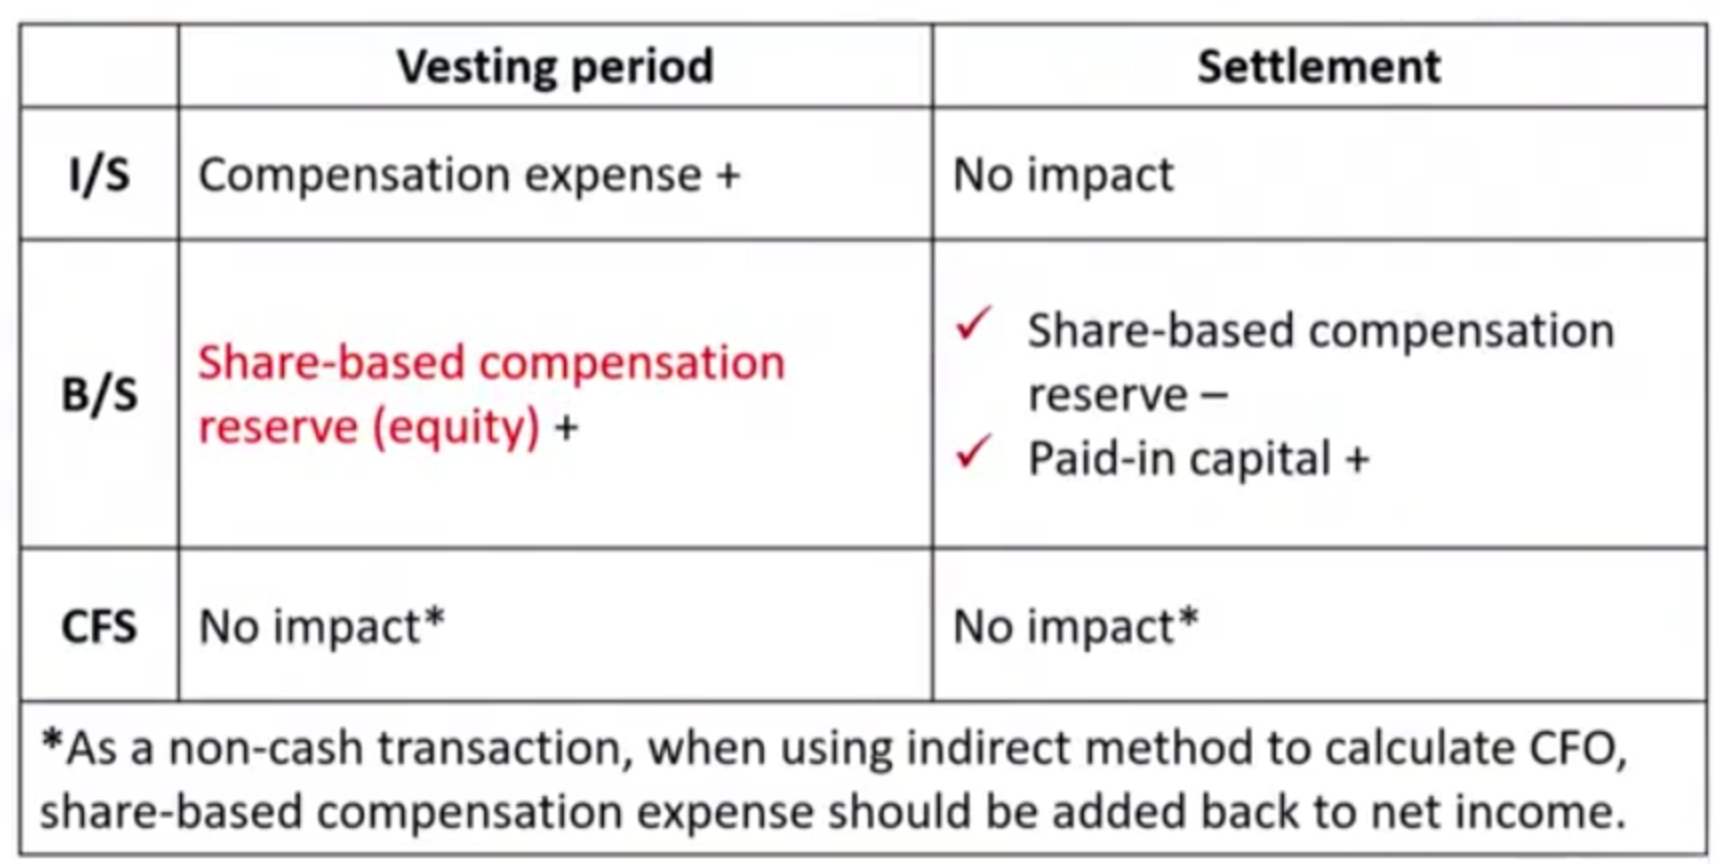 Vesting period
Settlement
I/S
Compensation expense +
No impact
B/S
Share-based compensation
reserve (equity) +
✓ Share-based compensation
reserve –
✓ Paid-in capital +
CFS
No impact*
No impact*
*As a non-cash transaction, when using indirect method to calculate CFO,
share-based compensation expense should be added back to net income.